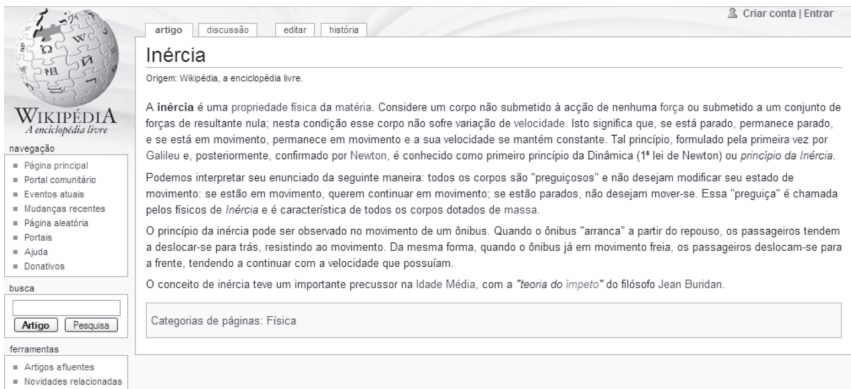 Criar conta | Entrar
artigo discussão editar história
Inércia
Origem: Wikipédia, a enciclopédia livre.
A inércia é uma propriedade física da matéria. Considere um corpo não submetido à acção de nenhuma força ou submetido a um conjunto de
forças de resultante nula; nesta condição esse corpo não sofre variação de velocidade. Isto significa que, se está parado, permanece parado,
e se está em movimento, permanece em movimento e a sua velocidade se mantém constante. Tal princípio, formulado pela primeira vez por
Galileu e, posteriormente, confirmado por Newton, é conhecido como primeiro princípio da Dinâmica (1ª lei de Newton) ou princípio da Inércia.
Podemos interpretar seu enunciado da seguinte maneira: todos os corpos são "preguiçosos" e não desejam modificar seu estado de
movimento: se estão em movimento, querem continuar em movimento; se estão parados, não desejam mover-se. Essa "preguiça" é chamada
pelos físicos de Inércia e é característica de todos os corpos dotados de massa.
O princípio da inércia pode ser observado no movimento de um ônibus. Quando o ônibus "arranca" a partir do repouso, os passageiros tendem
a deslocar-se para trás, resistindo ao movimento. Da mesma forma, quando o ônibus já em movimento freia, os passageiros deslocam-se para
a frente, tendendo a continuar com a velocidade que possuíam.
O conceito de inércia teve um importante precussor na Idade Média, com a "teoria do ímpeto" do filósofo Jean Buridan.
Categorias de páginas: Física
WIKIPÉDIA
A enciclopédia livre
navegação
Página principal
Portal comunitário
Eventos atuais
Mudanças recentes
Página aleatória
Portais
Ajuda
Donativos
busca
Artigo Pesquisa
ferramentas
Artigos afluentes
Novidades relacionadas